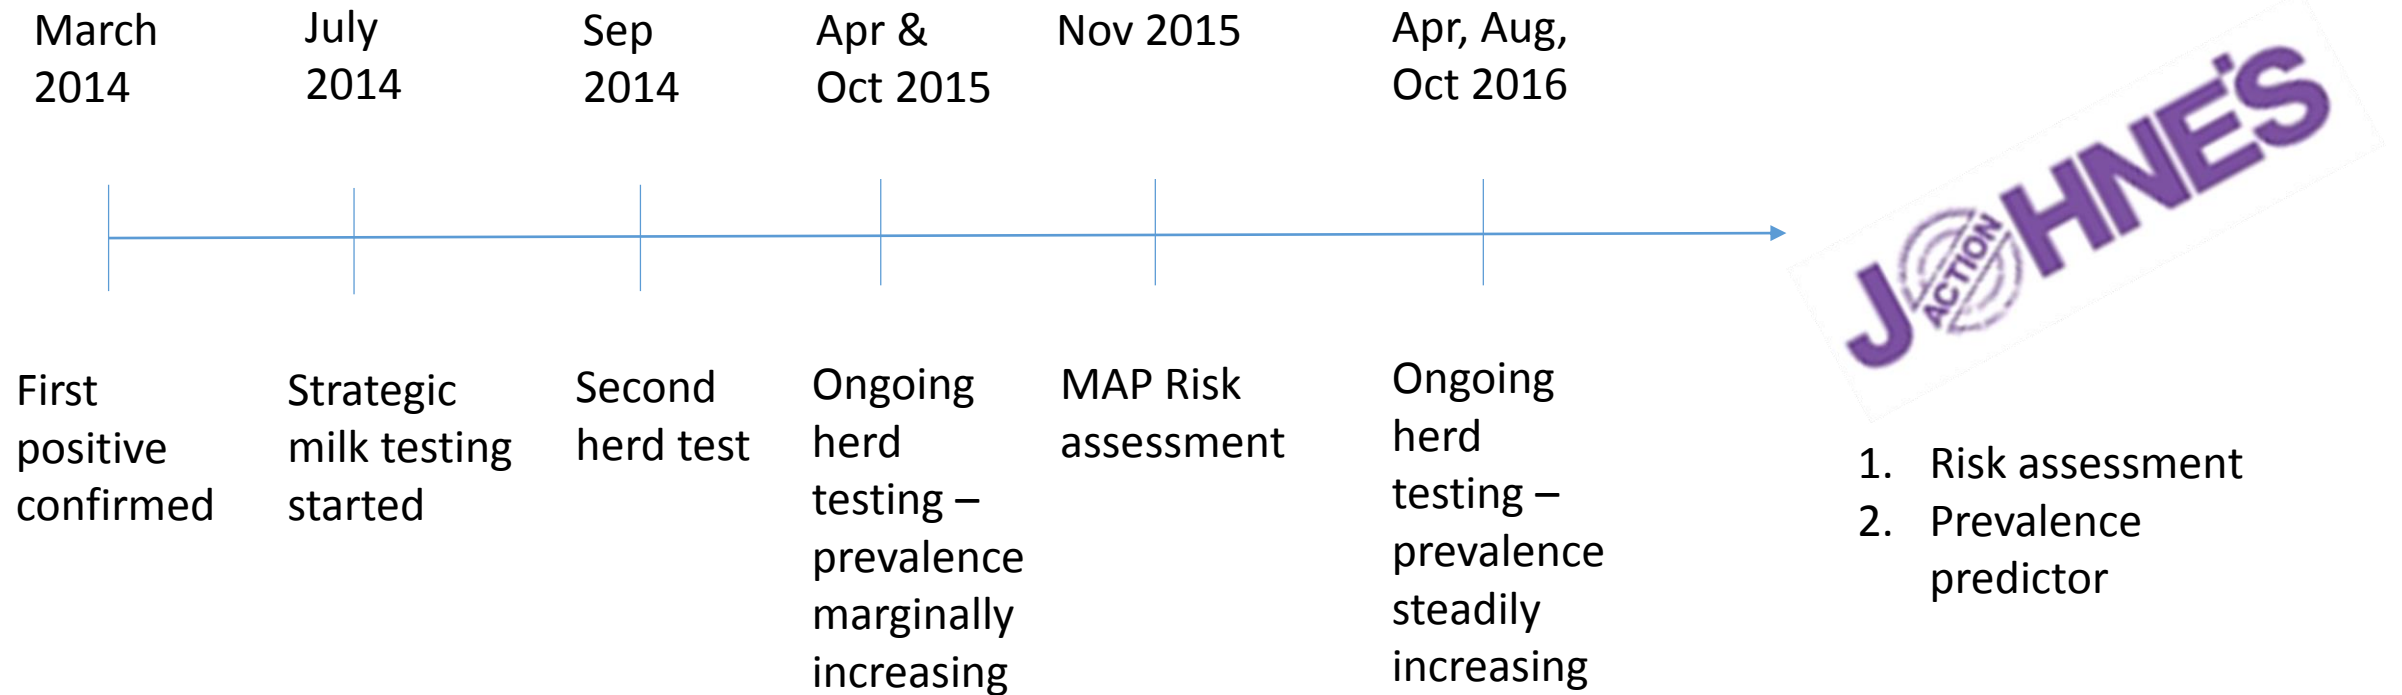 March
2014
July
2014
Sep
2014
Apr &
Oct 2015
Nov 2015
Apr, Aug,
Oct 2016
JOHNE'S
ACTION
First
positive
confirmed
Strategic
milk testing
started
Second
herd test
Ongoing
herd
testing –
prevalence
marginally
increasing
MAP Risk
assessment
Ongoing
herd
testing –
prevalence
steadily
increasing
1. Risk assessment
2. Prevalence
predictor